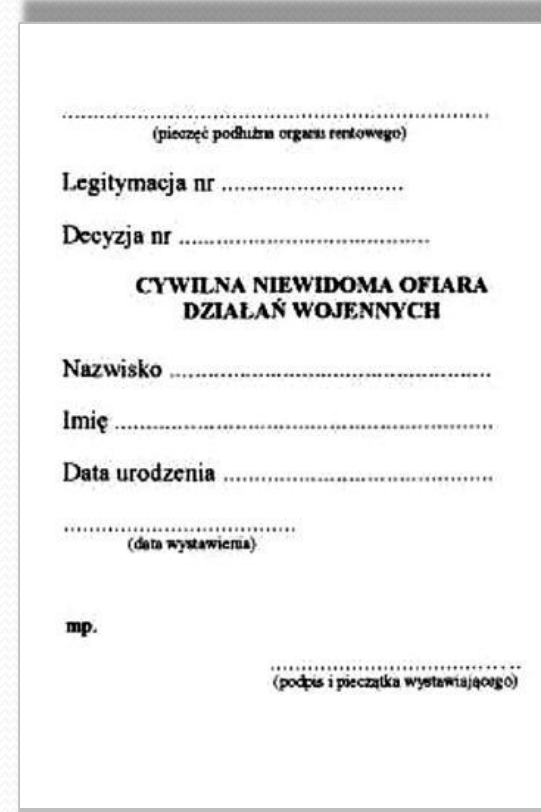 ............................................................
(pieczęć podłużna organu rentowego)
Legitymacja nr ............................
Decyzja nr .......................................
CYWILNA NIEWIDOMA OFIARA
DZIAŁAŃ WOJENNYCH
Nazwisko ..................................................
Imię ...........................................................
Data urodzenia ..........................................
...................................
(data wystawienia)
mp.
.......................................
(podpis i pieczątka wystawiającego)